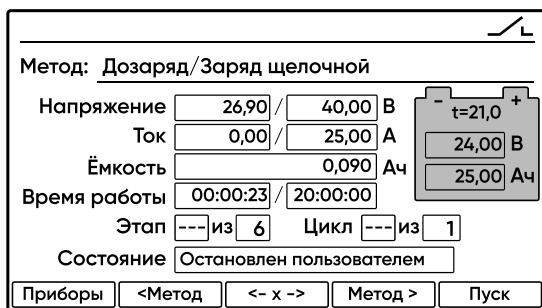 Метод: Дозаряд/Заряд щелочной
Напряжение 26,90 / 40,00 В
Ток 0,00 / 25,00 А
Ёмкость 0,090 Ач
Время работы 00:00:23 / 20:00:00
Этап --- из 6 Цикл --- из 1
Состояние Остановлен пользователем
- +
t=21,0
24,00 В
25,00 Ач
Приборы <Метод <- x -> Метод > Пуск